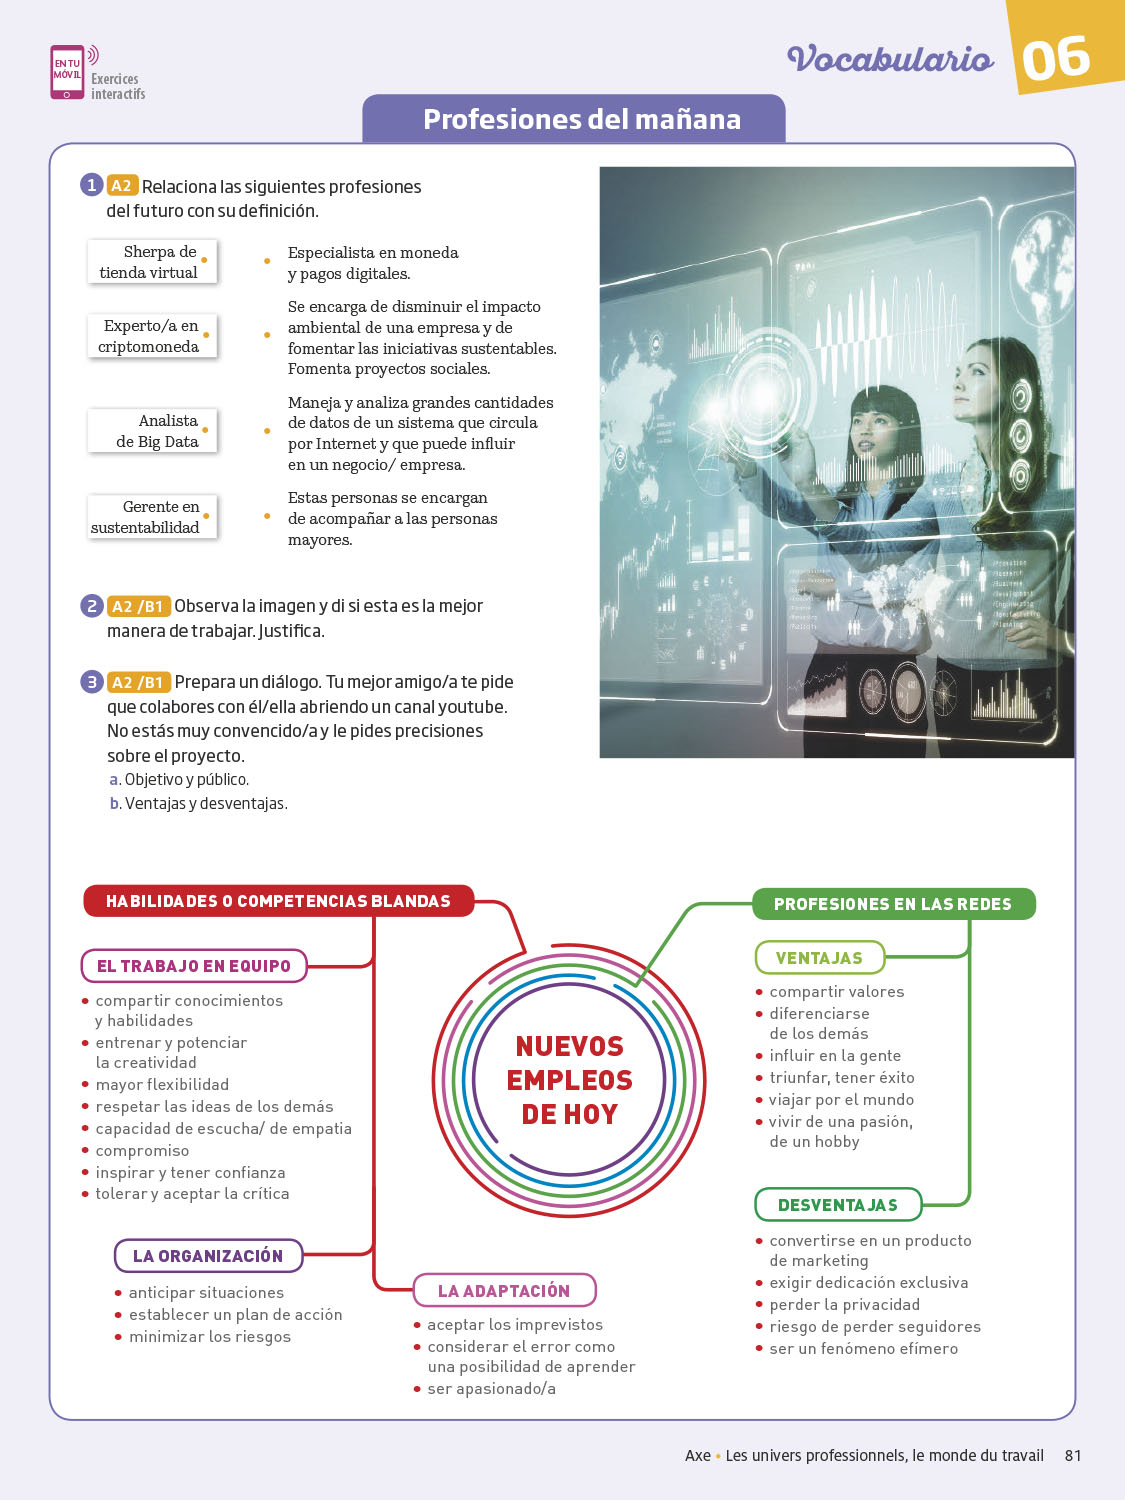 EN TU
MÓVIL
Exercices
interactifs
Vocabulario
06
Profesiones del mañana
1 A2 Relaciona las siguientes profesiones
del futuro con su definición.
Sherpa de
tienda virtual
Experto/a en
criptomoneda
Analista
de Big Data
Gerente en
sustentabilidad
Especialista en moneda
y pagos digitales.
Se encarga de disminuir el impacto
ambiental de una empresa y de
fomentar las iniciativas sustentables.
Fomenta proyectos sociales.
Maneja y analiza grandes cantidades
de datos de un sistema que circula
por Internet y que puede influir
en un negocio/ empresa.
Estas personas se encargan
de acompañar a las personas
mayores.
2 A2 /B1 Observa la imagen y di si esta es la mejor
manera de trabajar. Justifica.
3 A2 /B1 Prepara un diálogo. Tu mejor amigo/a te pide
que colabores con él/ella abriendo un canal youtube.
No estás muy convencido/a y le pides precisiones
sobre el proyecto.
a. Objetivo y público.
b. Ventajas y desventajas.
HABILIDADES O COMPETENCIAS BLANDAS
EL TRABAJO EN EQUIPO
• compartir conocimientos
y habilidades
• entrenar y potenciar
la creatividad
• mayor flexibilidad
• respetar las ideas de los demás
• capacidad de escucha/ de empatia
• compromiso
• inspirar y tener confianza
• tolerar y aceptar la crítica
LA ORGANIZACIÓN
• anticipar situaciones
• establecer un plan de acción
• minimizar los riesgos
LA ADAPTACIÓN
• aceptar los imprevistos
• considerar el error como
una posibilidad de aprender
• ser apasionado/a
NUEVOS
EMPLEOS
DE HOY
PROFESIONES EN LAS REDES
VENTAJAS
• compartir valores
• diferenciarse
de los demás
• influir en la gente
• triunfar, tener éxito
• viajar por el mundo
• vivir de una pasión,
de un hobby
DESVENTAJAS
• convertirse en un producto
de marketing
• exigir dedicación exclusiva
• perder la privacidad
• riesgo de perder seguidores
• ser un fenómeno efímero
Axe • Les univers professionnels, le monde du travail 81